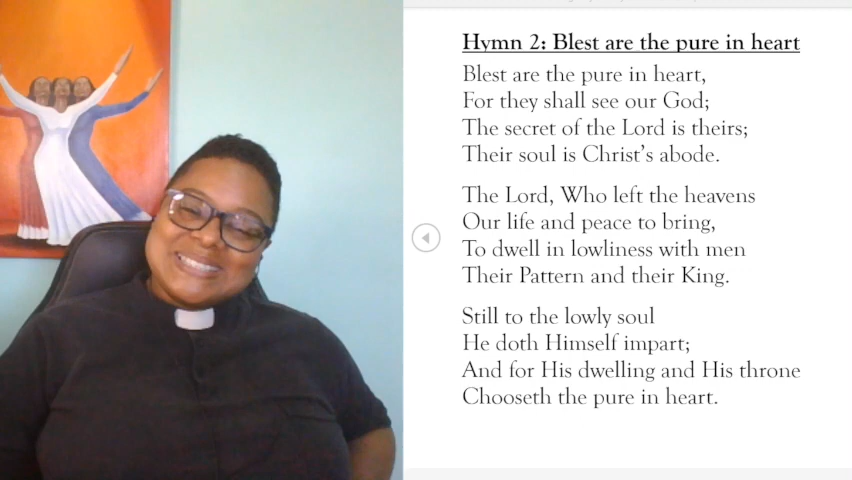 Hymn 2: Blest are the pure in heart
Blest are the pure in heart,
For they shall see our God;
The secret of the Lord is theirs;
Their soul is Christ’s abode.
The Lord, Who left the heavens
Our life and peace to bring,
To dwell in lowliness with men
Their Pattern and their King.
Still to the lowly soul
He doth Himself impart;
And for His dwelling and His throne
Chooseth the pure in heart.